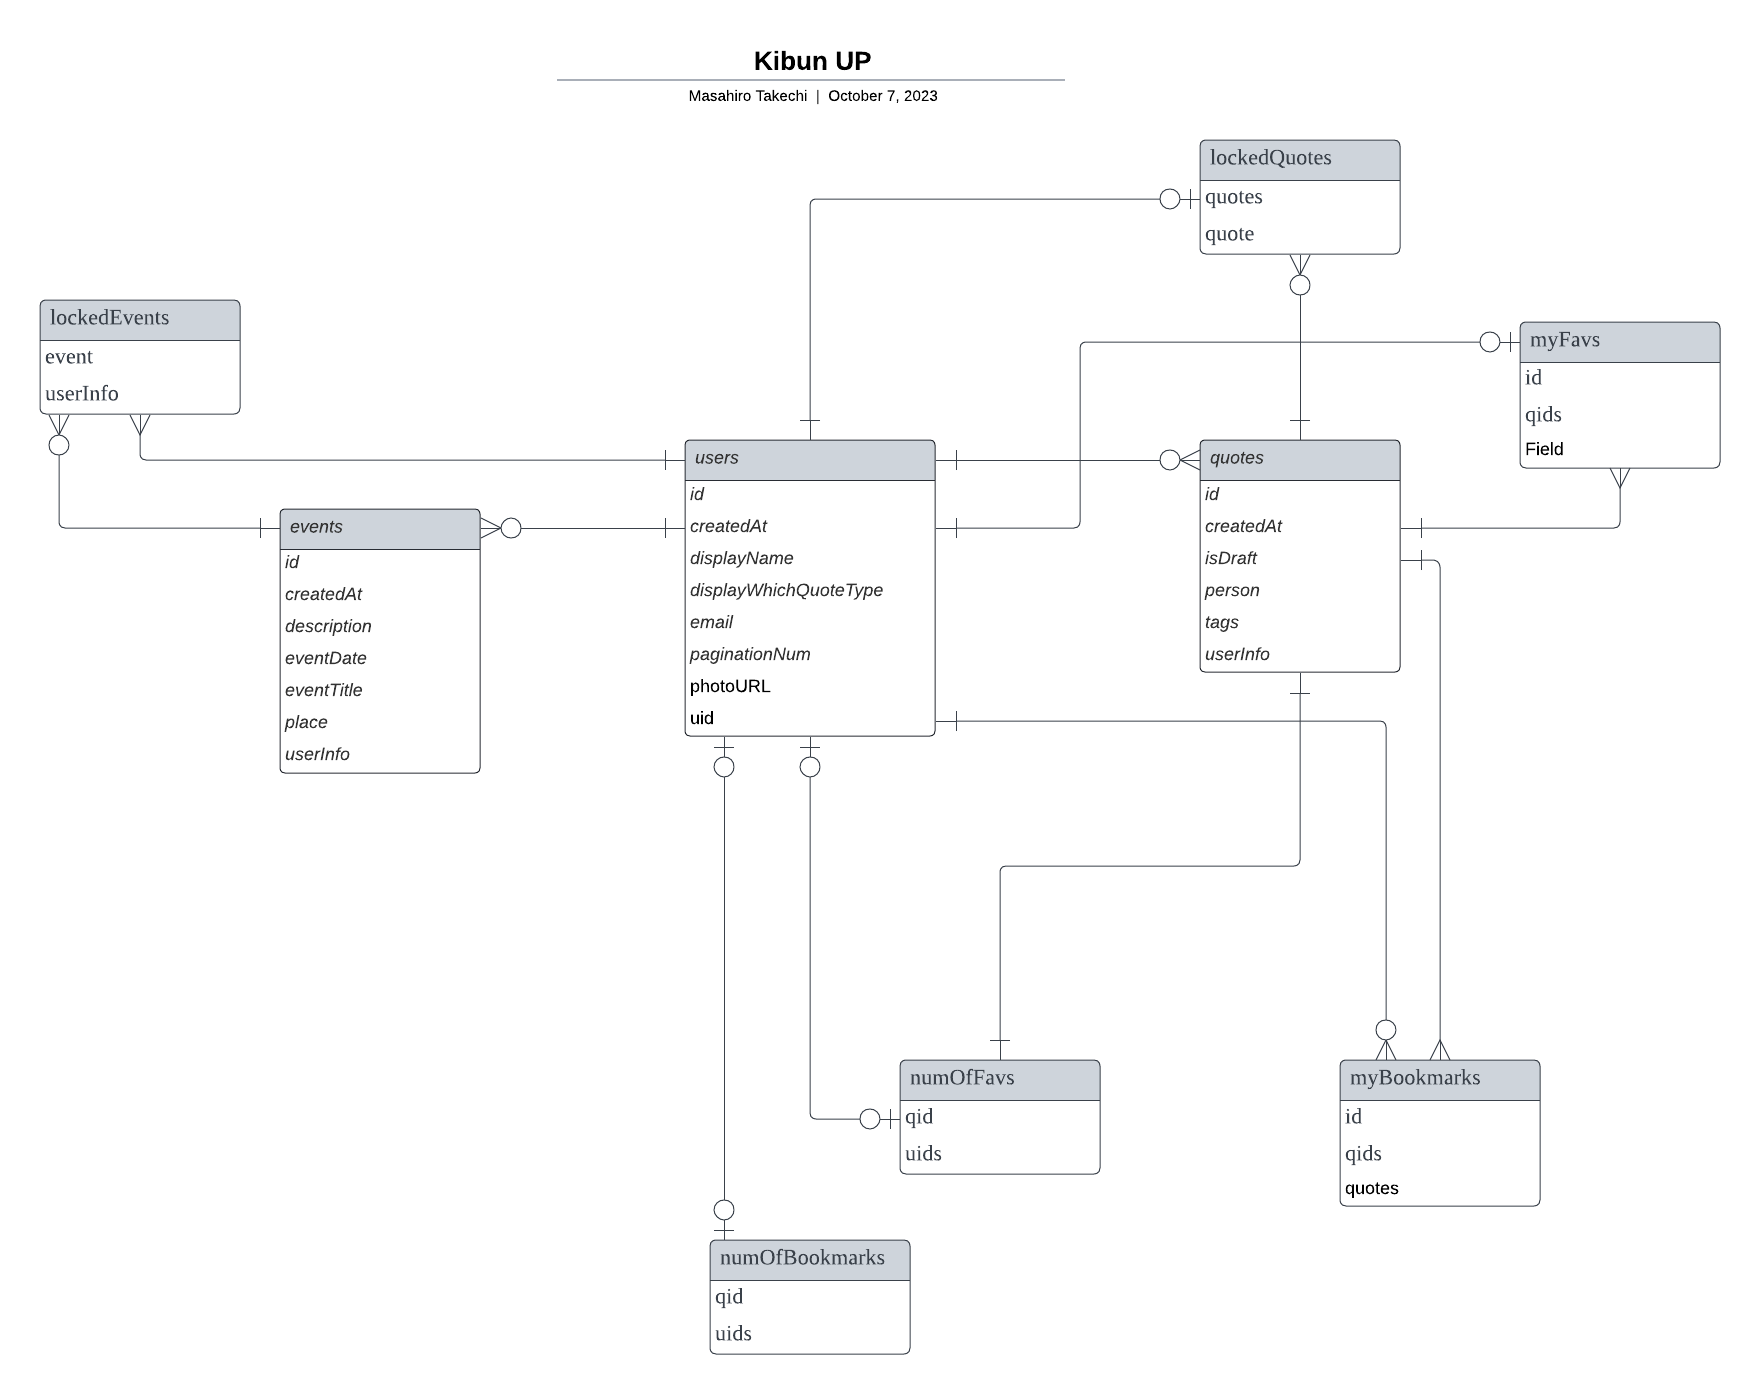 Kibun UP
Masahiro Takechi | October 7, 2023
lockedQuotes
quotes
quote
lockedEvents
event
userInfo
myFavs
id
qids
Field
users
id
createdAt
displayName
displayWhichQuoteType
email
paginationNum
photoURL
uid
quotes
id
createdAt
isDraft
person
tags
userInfo
events
id
createdAt
description
eventDate
eventTitle
place
userInfo
numOfFavs
qid
uids
myBookmarks
id
qids
quotes
numOfBookmarks
qid
uids